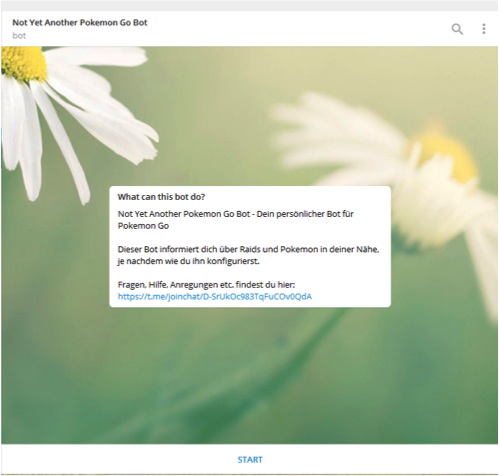 Not Yet Another Pokemon Go Bot
bot
What can this bot do?
Not Yet Another Pokemon Go Bot - Dein persönlicher Bot für
Pokemon Go
Dieser Bot informiert dich über Raids und Pokemon in deiner Nähe,
je nachdem wie du ihn konfigurierst.
Fragen, Hilfe, Anregungen etc. findest du hier:
https://t.me/joinchat/D-SrUkOc983TqFuCOv0QdA
START